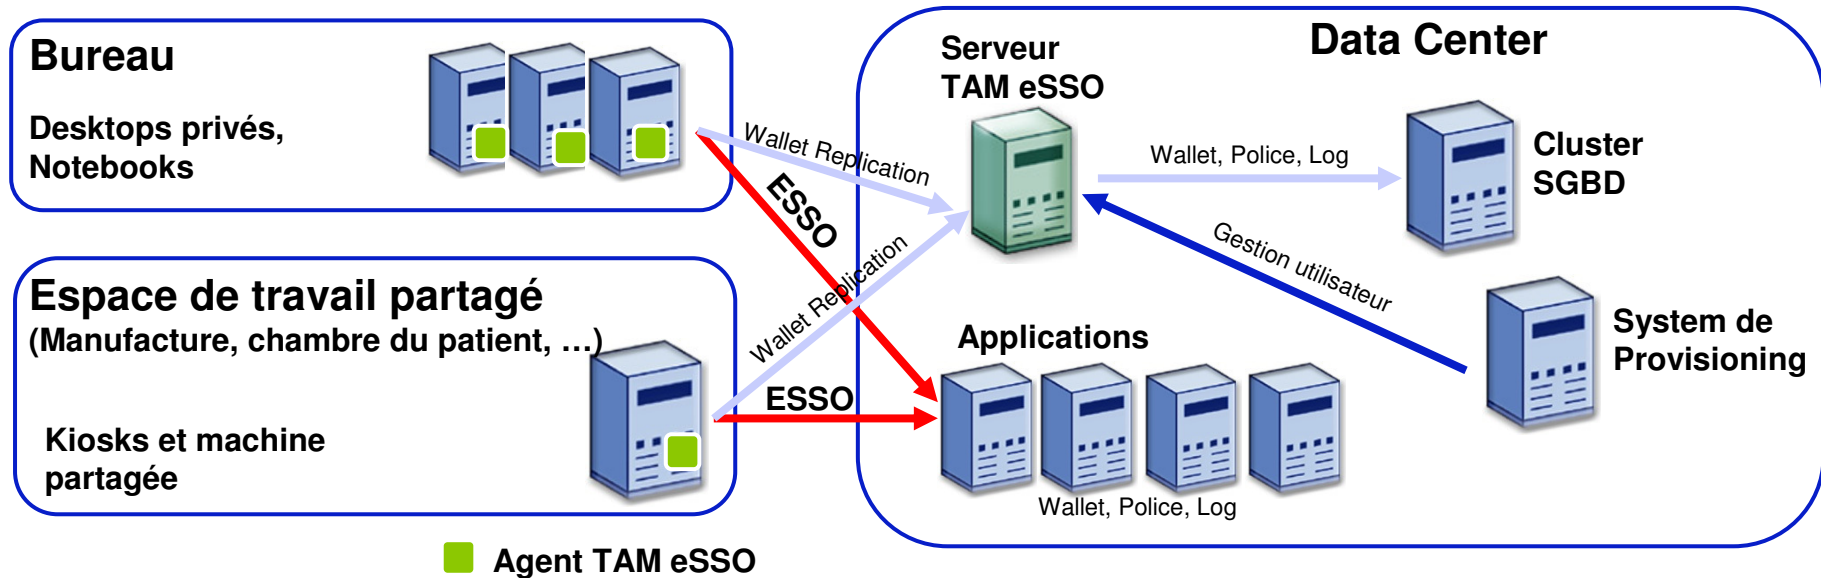 Bureau
Desktops privés,
Notebooks
Espace de travail partagé
(Manufacture, chambre du patient, …)
Kiosks et machine
partagée
Agent TAM eSSO
Wallet Replication
ESSO
Wallet Replication
ESSO
Data Center
Serveur
TAM eSSO
Wallet, Police, Log
Cluster
SGBD
Gestion utilisateur
System de
Provisioning
Applications
Wallet, Police, Log